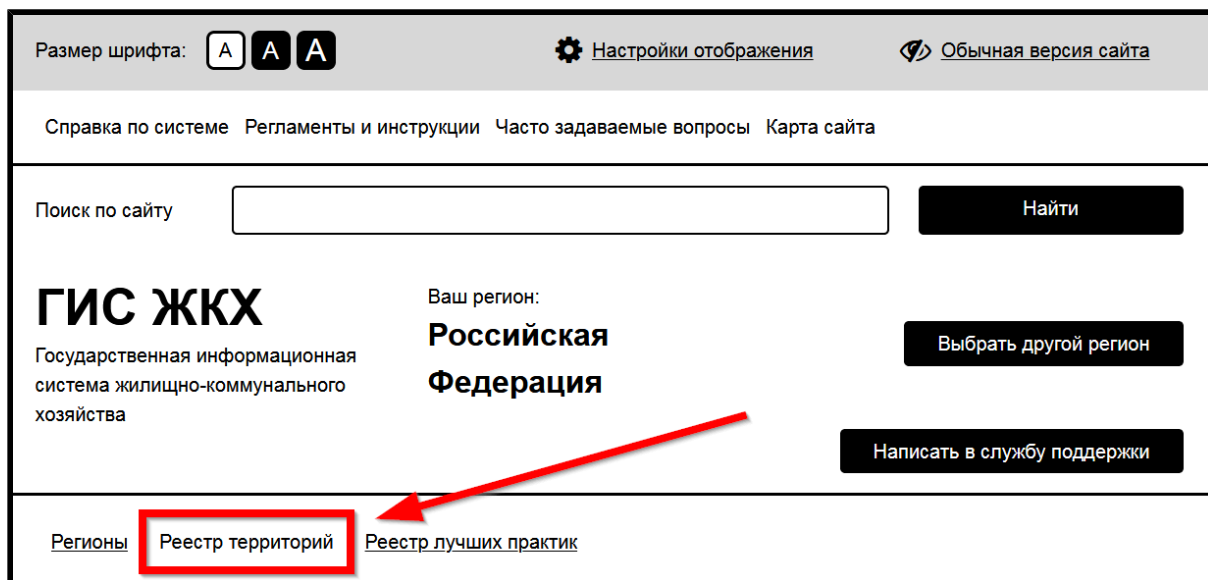 Размер шрифта: A A A Настройки отображения Обычная версия сайта
Справка по системе Регламенты и инструкции Часто задаваемые вопросы Карта сайта
Поиск по сайту Найти
ГИС ЖКХ
Государственная информационная
система жилищно-коммунального
хозяйства
Ваш регион:
Российская
Федерация
Выбрать другой регион
Написать в службу поддержки
Регионы Реестр территорий Реестр лучших практик